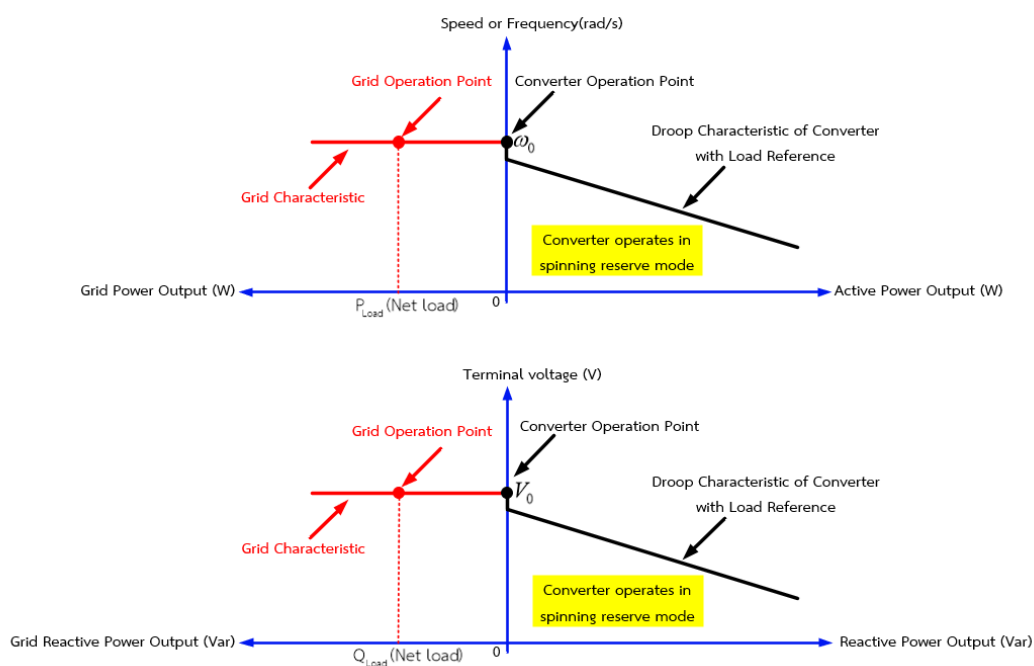 Speed or Frequency(rad/s)
Grid Operation Point
Converter Operation Point
Droop Characteristic of Converter
with Load Reference
ω0
Grid Characteristic
Converter operates in
spinning reserve mode
Grid Power Output (W)
PLoad (Net load)
0
Active Power Output (W)
Terminal voltage (V)
Grid Operation Point
Converter Operation Point
Droop Characteristic of Converter
with Load Reference
V0
Grid Characteristic
Converter operates in
spinning reserve mode
Grid Reactive Power Output (Var)
QLoad (Net load)
0
Reactive Power Output (Var)